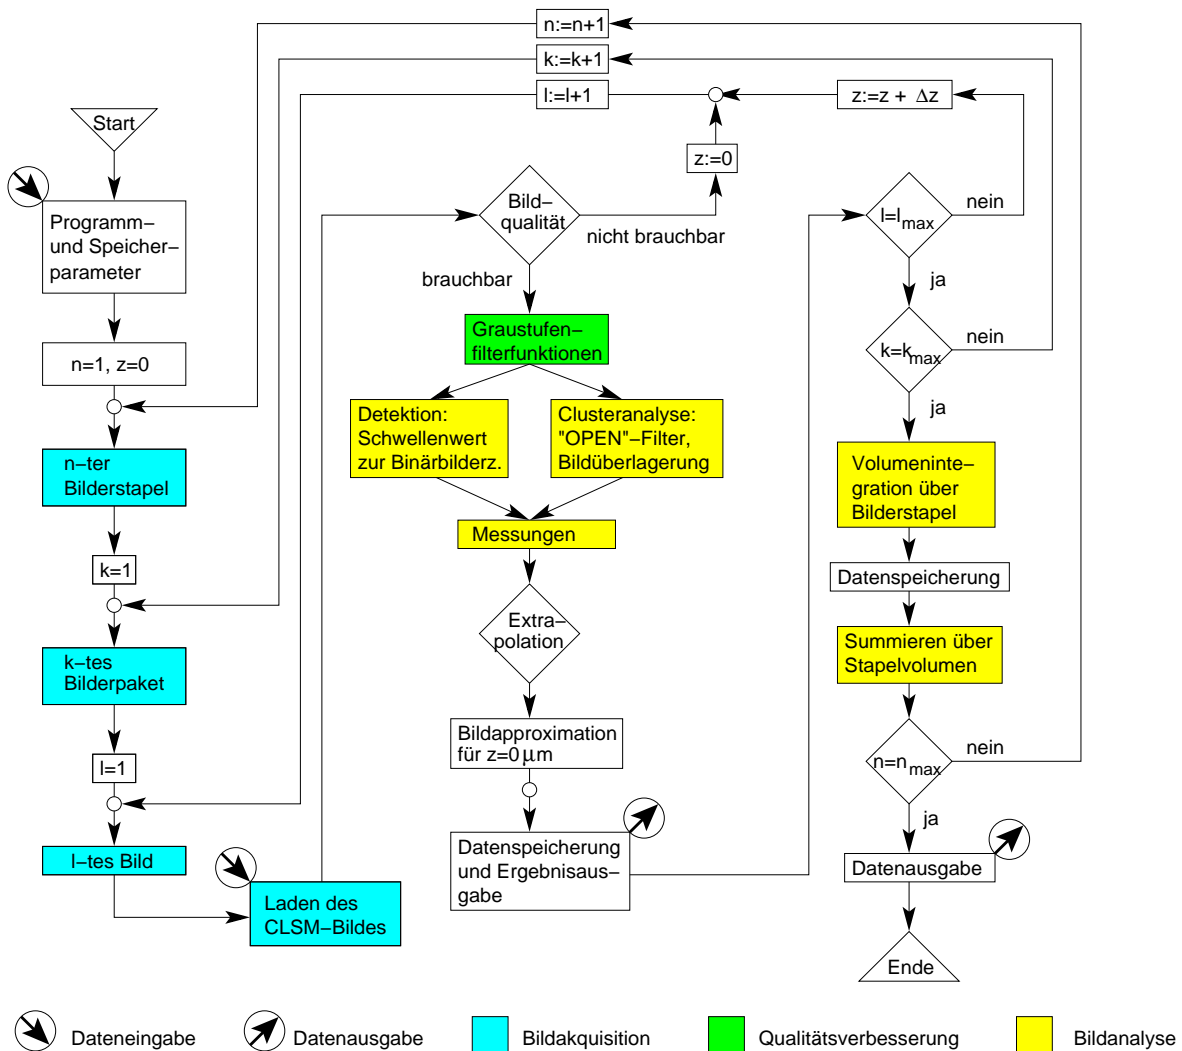 n:=n+1
k:=k+1
l:=l+1
z:=z + Δz
Start
z:=0
Programm–
und Speicher–
parameter
Bild–
qualität
nicht brauchbar
brauchbar
l=lmax
nein
ja
n=1, z=0
Graustufen–
filterfunktionen
k=kmax
nein
ja
Detektion:
Schwellenwert
zur Binärbilderz.
Clusteranalyse:
"OPEN"–Filter,
Bildüberlagerung
n–ter
Bilderstapel
Volumeninte–
gration über
Bilderstapel
Messungen
k=1
Datenspeicherung
Extra–
polation
k–tes
Bilderpaket
Summieren über
Stapelvolumen
Bildapproximation
für z=0µm
l=1
n=nmax
nein
ja
l–tes Bild
Datenspeicherung
und Ergebnisaus–
gabe
Datenausgabe
Laden des
CLSM–Bildes
Ende
Dateneingabe
Datenausgabe
Bildakquisition
Qualitätsverbesserung
Bildanalyse